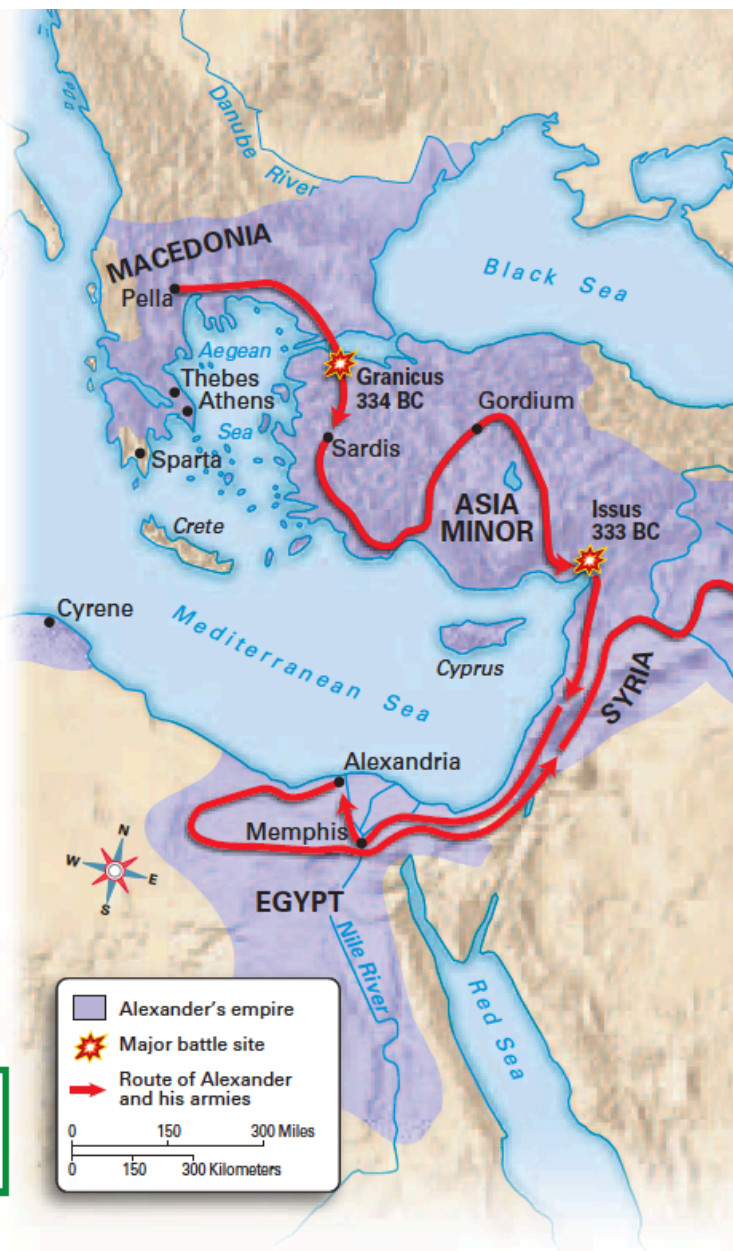 Danube
River
MACEDONIA
Black Sea
Pella
Aegean
Granicus
334 BC
Thebes
Athens
Gordium
Sea
Sardis
Sparta
ASIA
MINOR
Issus
333 BC
Crete
Cyrene
Mediterranean Sea
Cyprus
SYRIA
Alexandria
Memphis
N
W
E
S
EGYPT
Nile River
Red Sea
Alexander's empire
Major battle site
Route of Alexander
and his armies
0 150 300 Miles
0 150 300 Kilometers